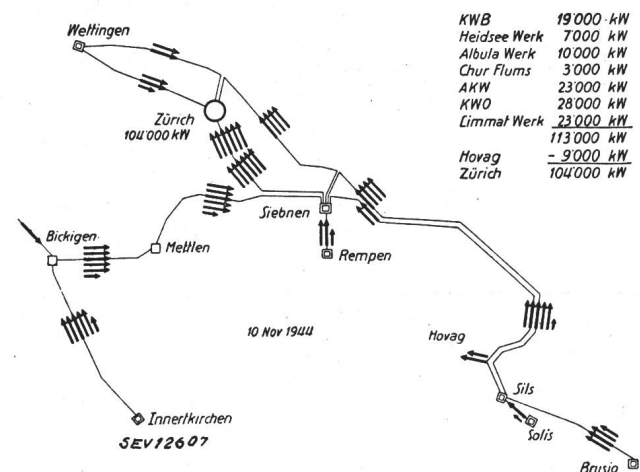 KWB 19'000 kW
Heidsee Werk 7'000 kW
Albula Werk 10'000 kW
Chur Flums 3'000 kW
AKW 23'000 kW
KWO 28'000 kW
Limmat Werk 23'000 kW
113'000 kW
Hovag - 9'000 kW
Zürich 104'000 kW
Wettingen
Zürich
104'000 kW
Siebnen
Bickigen
Mettlen
Rempen
10 Nov 1944
Hovag
Sils
Innertkirchen
Solis
SEV12607
Brusio